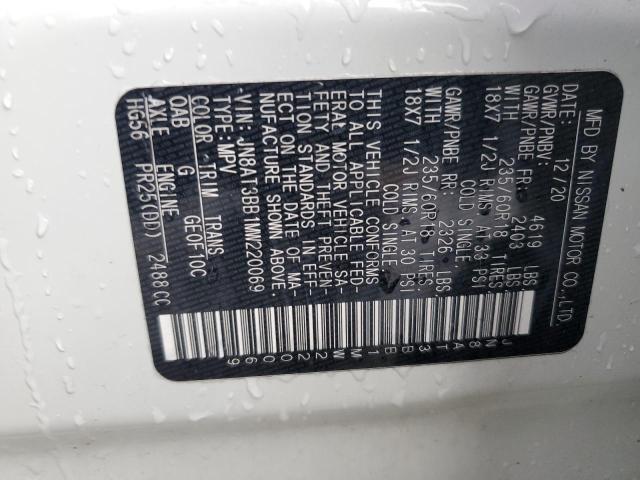 MFD BY NISSAN MOTOR CO.,LTD.
DATE: 12/20
GVWR/PNBV: 4619 LBS
GAWR/PNBE FR: 2403 LBS
WITH 235/60R18 TIRES
18X7 1/2J RIMS, AT 33 PSI
COLD SINGLE
GAWR/PNBE RR: 2326 LBS
WITH 235/60R18 TIRES
18X7 1/2J RIMS, AT 30 PSI
COLD SINGLE
THIS VEHICLE CONFORMS
TO ALL APPLICABLE FED-
ERAL MOTOR VEHICLE SA-
FETY AND THEFT PREVEN-
TION STANDARDS IN EFF-
ECT ON THE DATE OF MA-
NUFACTURE SHOWN ABOVE.
VIN: JN8AT3BB1MW220069
TYPE: MPV
COLOR TRIM TRANS
QAB G GE0F10C
AXLE ENGINE
HG56 PR25(DD) 2488CC
JN8AT3BB1MW220069